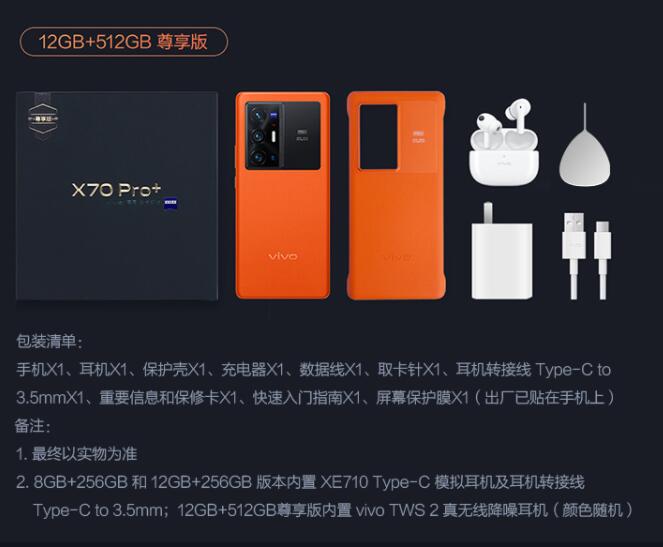 12GB+512GB 尊享版
尊享版
X70 Pro+
ZEISS
vivo
vivo
vivo
包装清单:
手机X1、耳机X1、保护壳X1、充电器X1、数据线X1、取卡针X1、耳机转接线 Type-C to
3.5mmX1、重要信息和保修卡X1、快速入门指南X1、屏幕保护膜X1(出厂已贴在手机上)
备注:
1. 最终以实物为准
2. 8GB+256GB 和 12GB+256GB 版本内置 XE710 Type-C 模拟耳机及耳机转接线
Type-C to 3.5mm；12GB+512GB尊享版内置 vivo TWS 2 真无线降噪耳机(颜色随机)